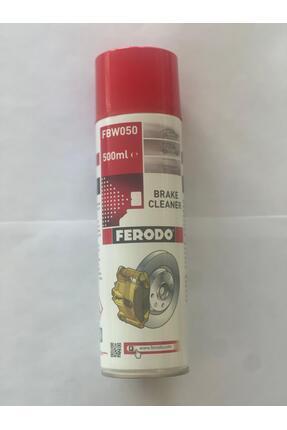 FBW050
500ml e
BRAKE
CLEANER
FERODO
www.ferodo.com